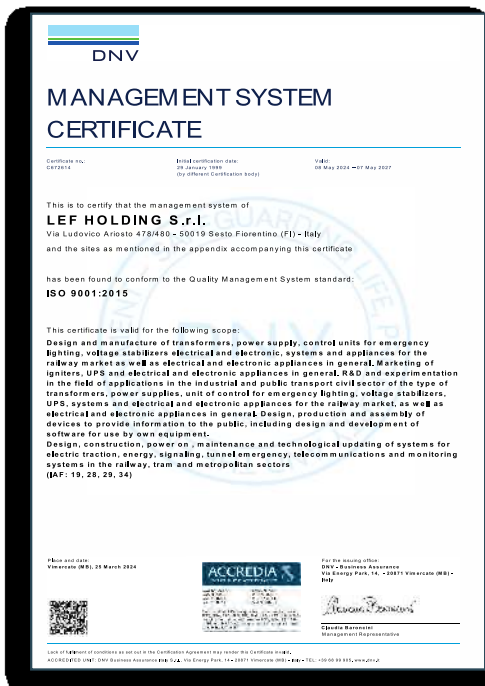 DNV
MANAGEMENT SYSTEM
CERTIFICATE
Certificate no.:
C672614
Initial certification date:
29 January 1999
(by different Certification body)
Valid:
08 May 2024 – 07 May 2027
This is to certify that the management system of
LEF HOLDING S.r.l.
Via Ludovico Ariosto 478/480 - 50019 Sesto Fiorentino (FI) - Italy
and the sites as mentioned in the appendix accompanying this certificate
has been found to conform to the Quality Management System standard:
ISO 9001:2015
This certificate is valid for the following scope:
Design and manufacture of transformers, power supply, control units for emergency
lighting, voltage stabilizers electrical and electronic, systems and appliances for the
railway market as well as electrical and electronic appliances in general. Marketing of
igniters, UPS and electrical and electronic appliances in general. R&D and experimentation
in the field of applications in the industrial and public transport civil sector of the type of
transformers, power supplies, unit of control for emergency lighting, voltage stabilizers,
UPS, systems and electrical and electronic appliances for the railway market, as well as
electrical and electronic appliances in general. Design, production and assembly of
devices to provide information to the public, including design and development of
software for use by own equipment.
Design, construction, power on , maintenance and technological updating of systems for
electric traction, energy, signaling, tunnel emergency, telecommunications and monitoring
systems in the railway, tram and metropolitan sectors
(IAF: 19, 28, 29, 34)
Place and date:
Vimercate (MB), 25 March 2024
ACCREDIA
For the issuing office:
DNV - Business Assurance
Via Energy Park, 14, - 20871 Vimercate (MB) -
Italy
Claudio Baroncini
Management Representative
Lack of fulfilment of conditions as set out in the Certification Agreement may render this Certificate invalid.
ACCREDITED UNIT: DNV Business Assurance Italy S.r.l., Via Energy Park, 14 - 20871 Vimercate (MB) - Italy - TEL: +39 68 99 905. www.dnv.it